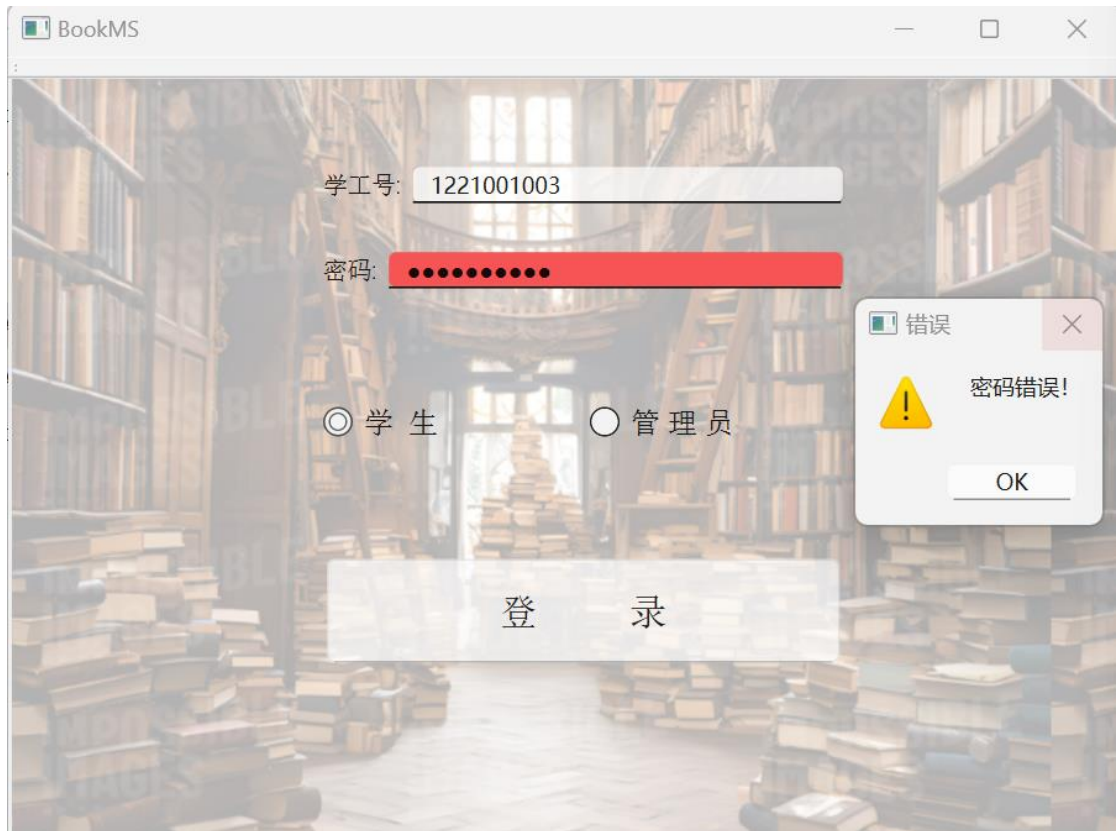 BookMS
学工号: 1221001003
密码: ●●●●●●●●●●
错误
密码错误!
学 生 管 理 员
OK
登 录